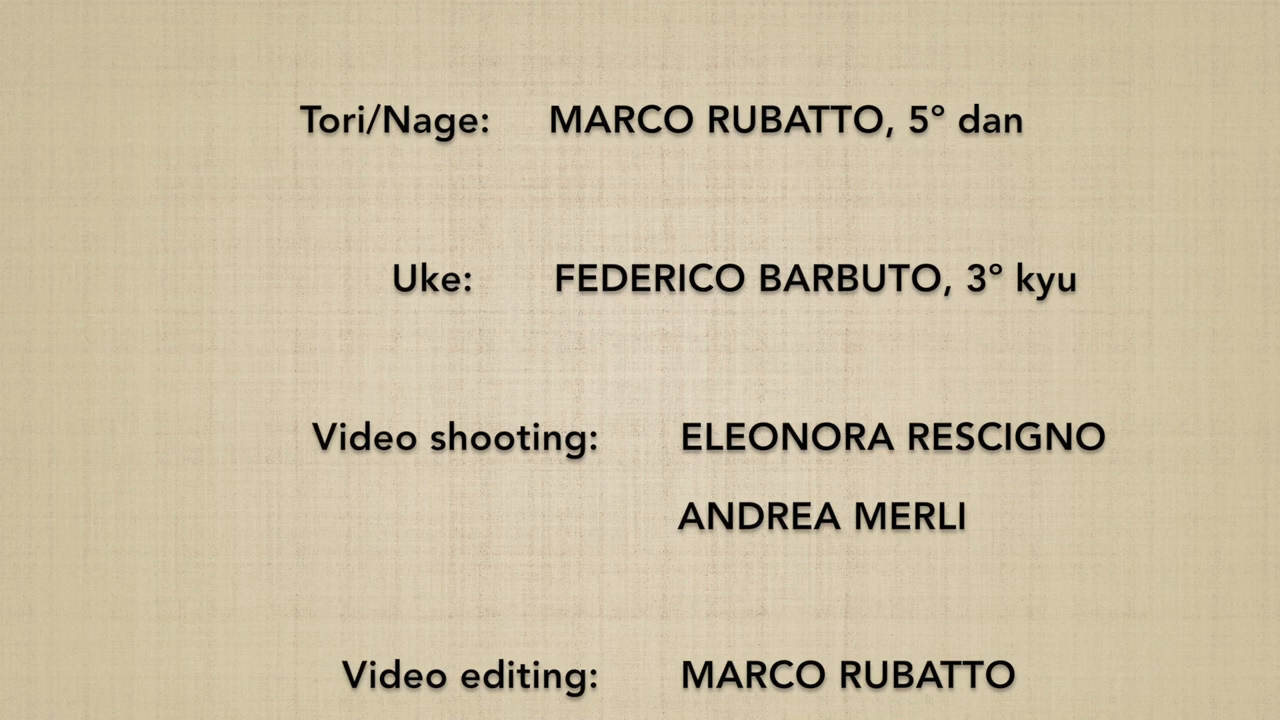 Tori/Nage: MARCO RUBATTO, 5° dan
Uke: FEDERICO BARBUTO, 3° kyu
Video shooting: ELEONORA RESCIGNO
ANDREA MERLI
Video editing: MARCO RUBATTO